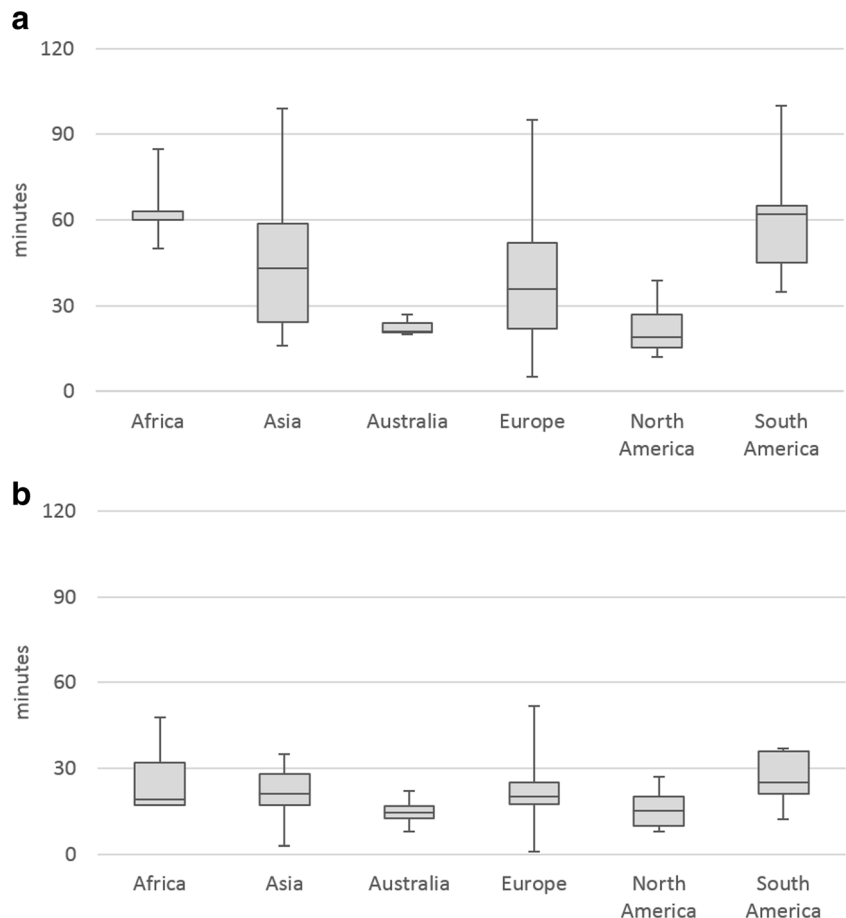 a
120
90
60
30
0
minutes
Africa
Asia
Australia
Europe
North
America
South
America
b
120
90
60
30
0
minutes
Africa
Asia
Australia
Europe
North
America
South
America